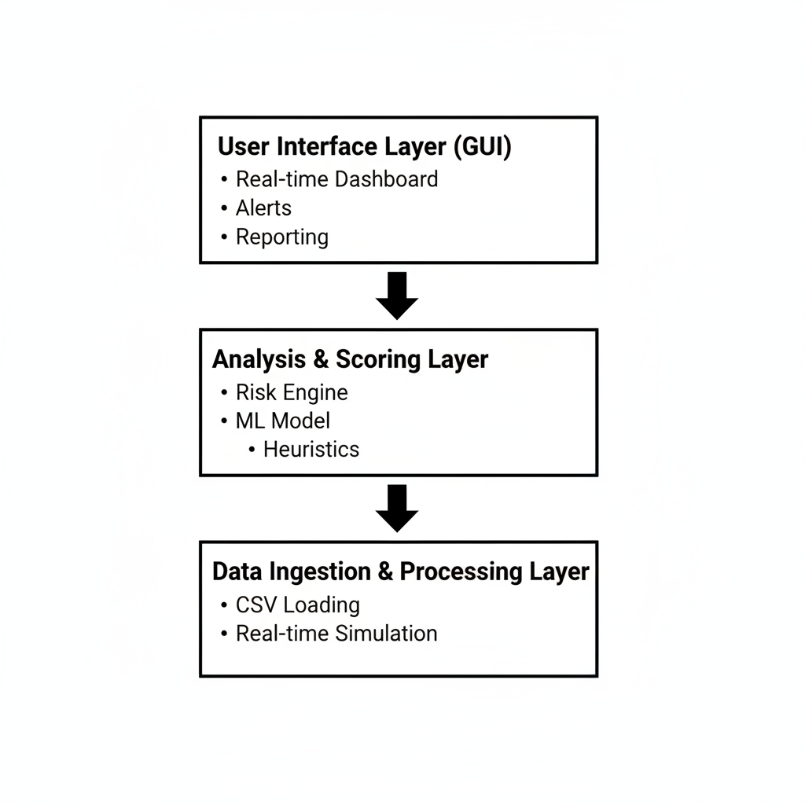 User Interface Layer (GUI)
• Real-time Dashboard
• Alerts
• Reporting
Analysis & Scoring Layer
• Risk Engine
• ML Model
• Heuristics
Data Ingestion & Processing Layer
• CSV Loading
• Real-time Simulation